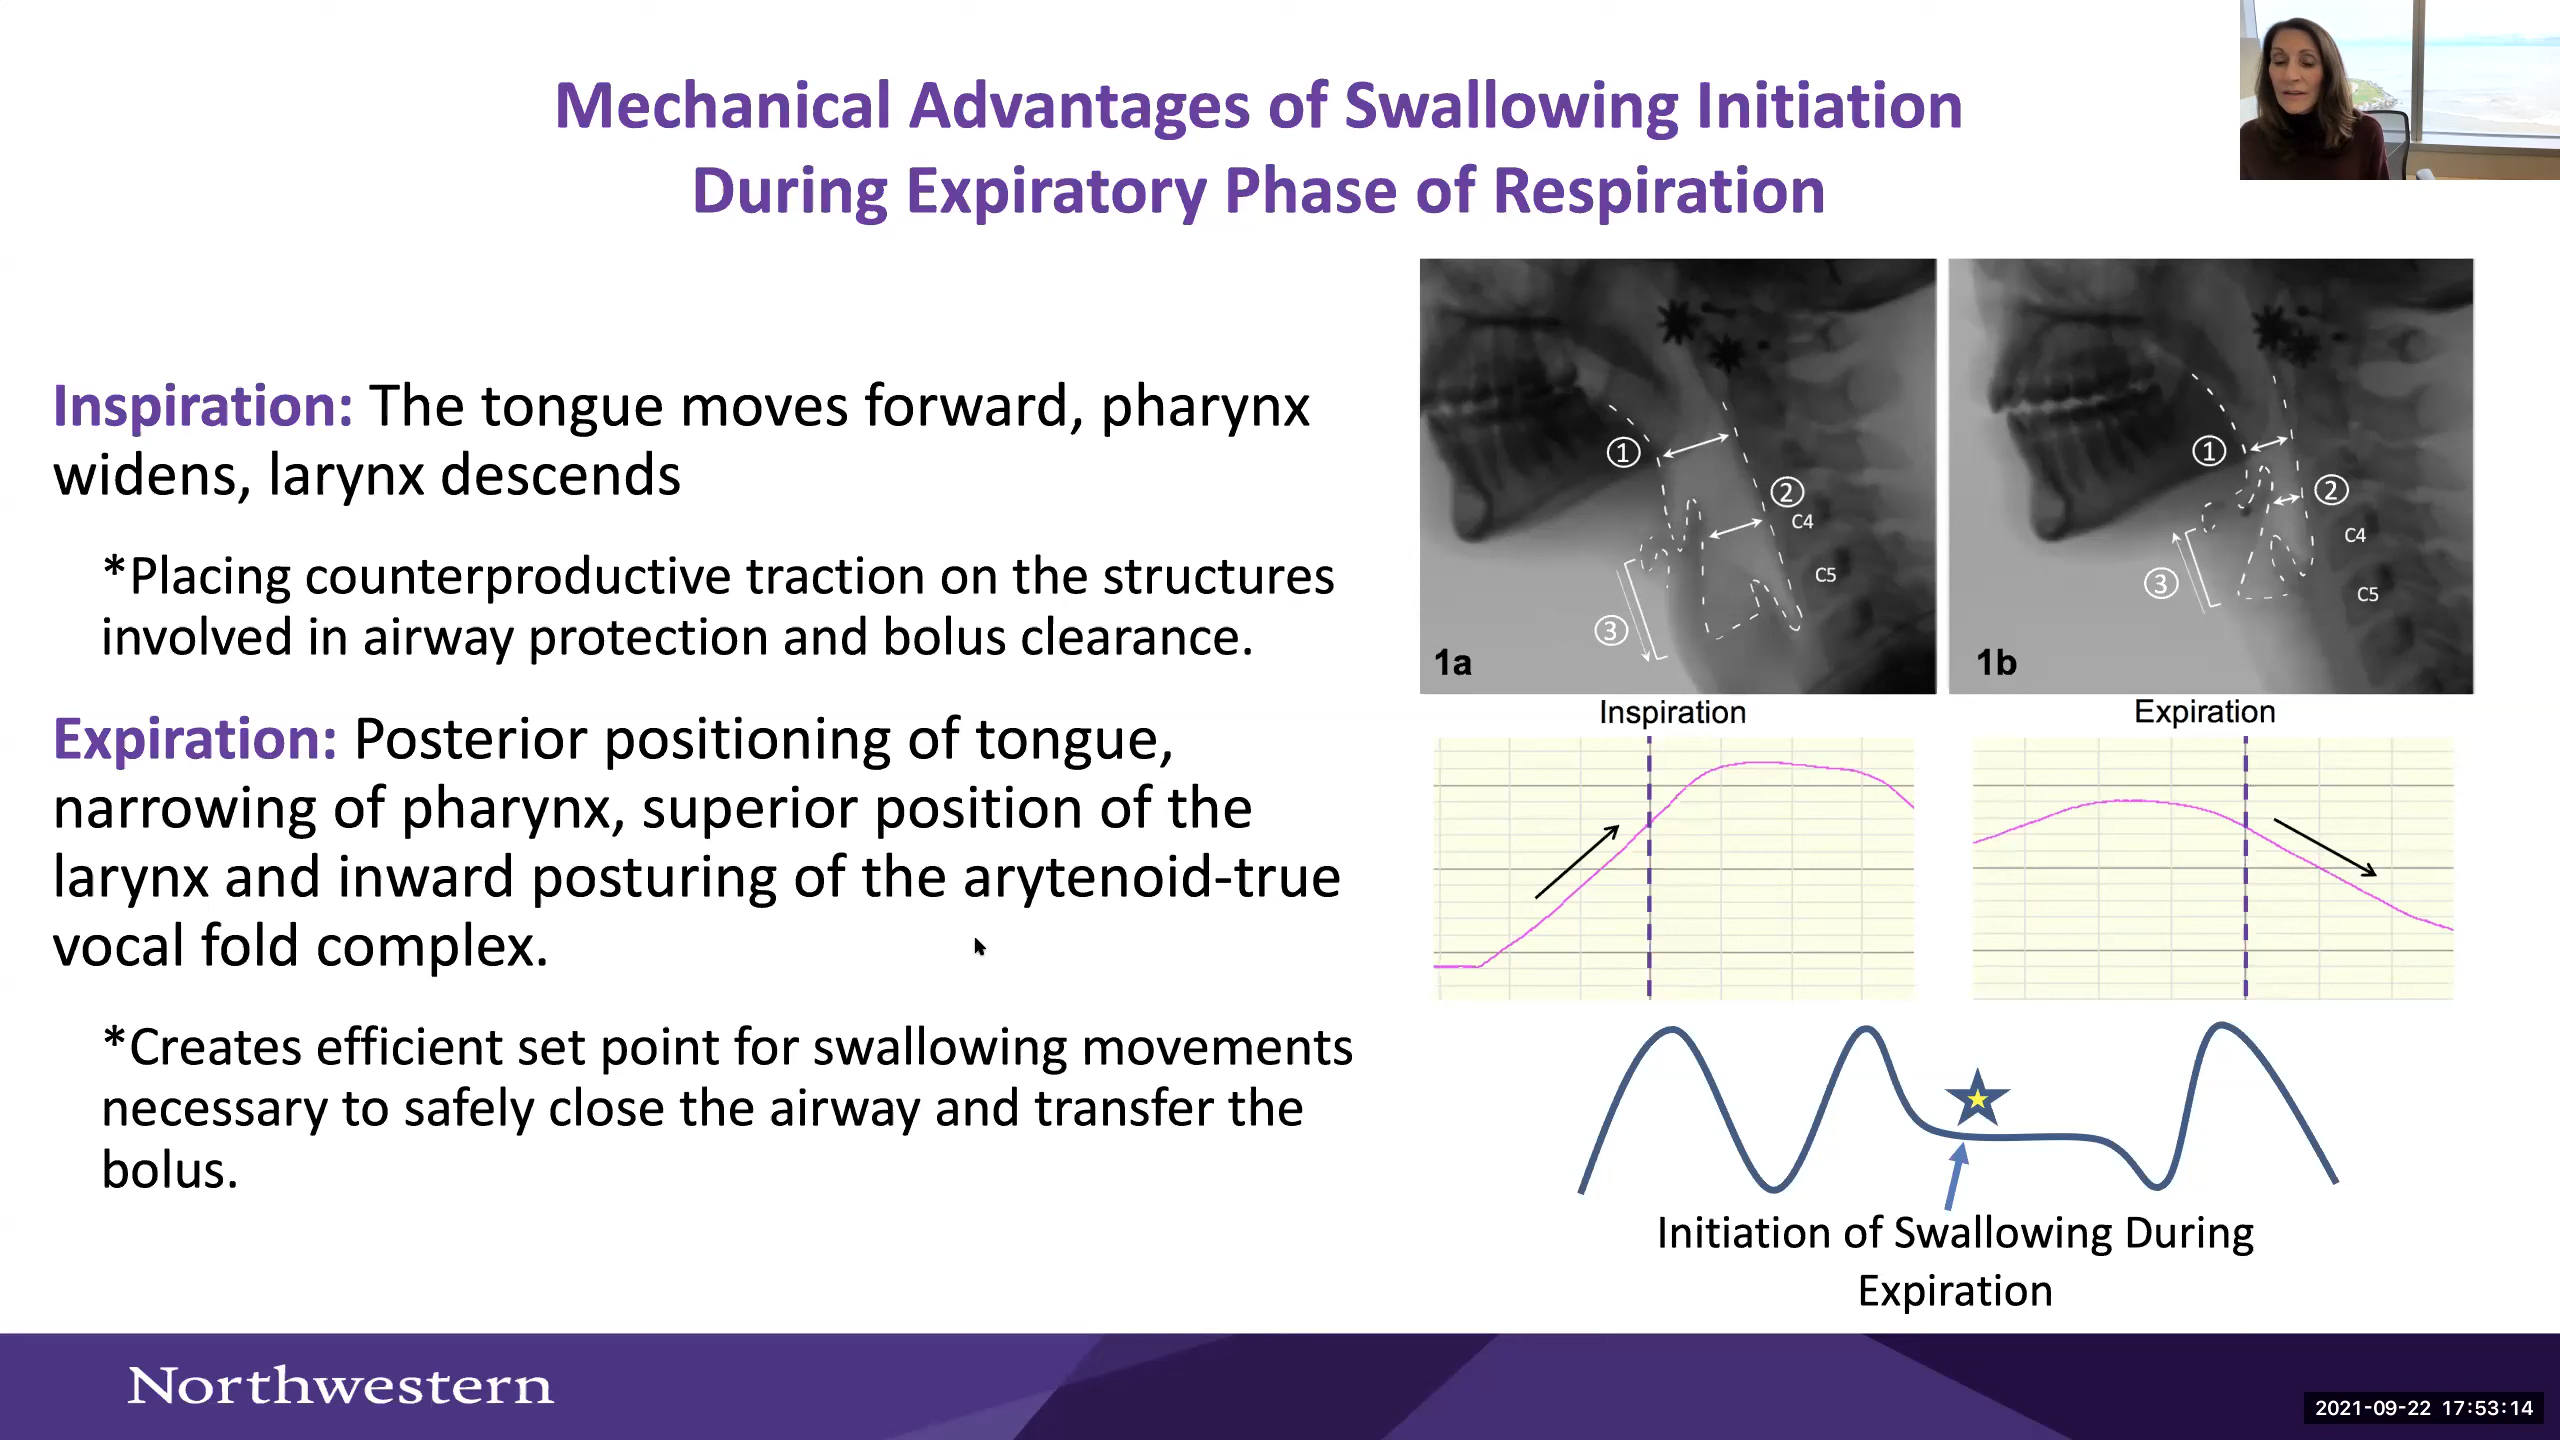 Mechanical Advantages of Swallowing Initiation
During Expiratory Phase of Respiration
Inspiration: The tongue moves forward, pharynx
widens, larynx descends
*Placing counterproductive traction on the structures
involved in airway protection and bolus clearance.
Expiration: Posterior positioning of tongue,
narrowing of pharynx, superior position of the
larynx and inward posturing of the arytenoid-true
vocal fold complex.
*Creates efficient set point for swallowing movements
necessary to safely close the airway and transfer the
bolus.
①
②
C4
C5
③
1a
①
②
C4
C5
③
1b
Inspiration
Expiration
Initiation of Swallowing During
Expiration
Northwestern
2021-09-22 17:53:14